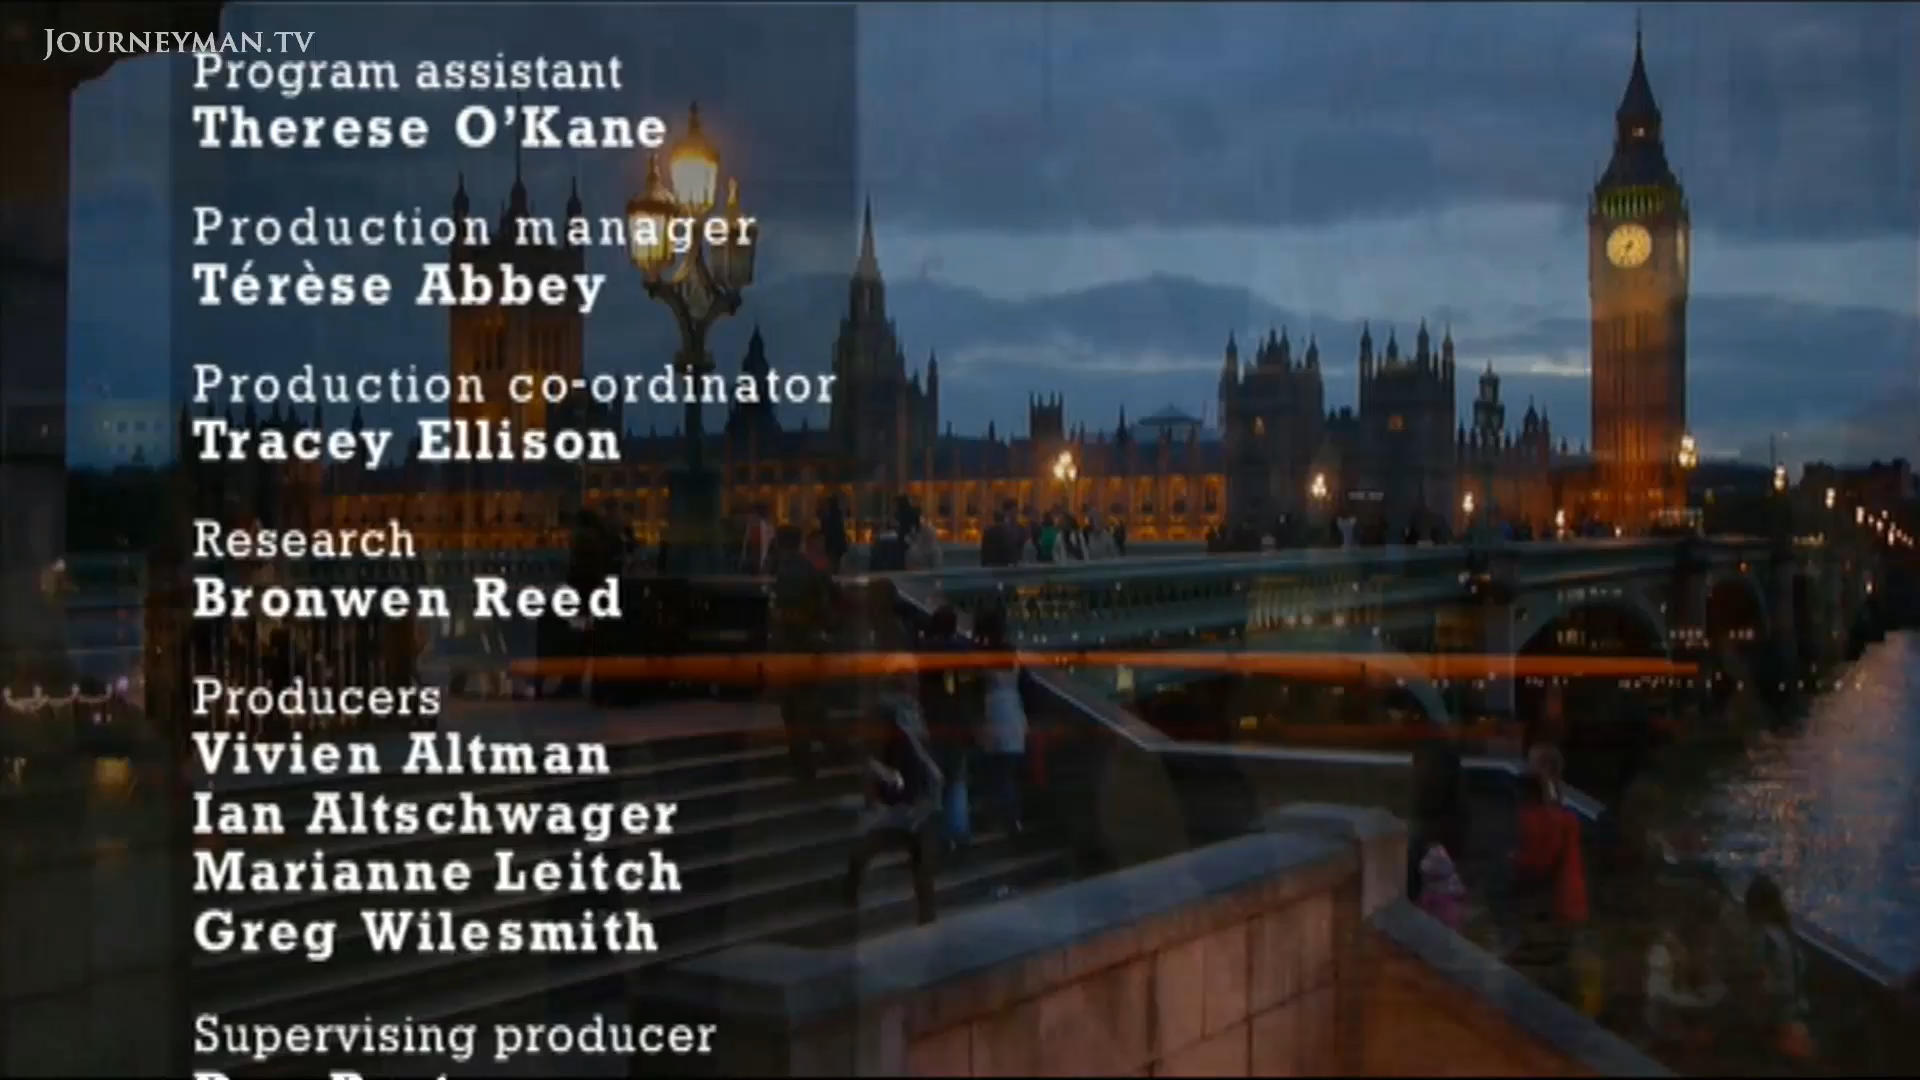 JOURNEYMAN.TV
Program assistant
Therese O'Kane
Production manager
Térèse Abbey
Production co-ordinator
Tracey Ellison
Research
Bronwen Reed
Producers
Vivien Altman
Ian Altschwager
Marianne Leitch
Greg Wilesmith
Supervising producer